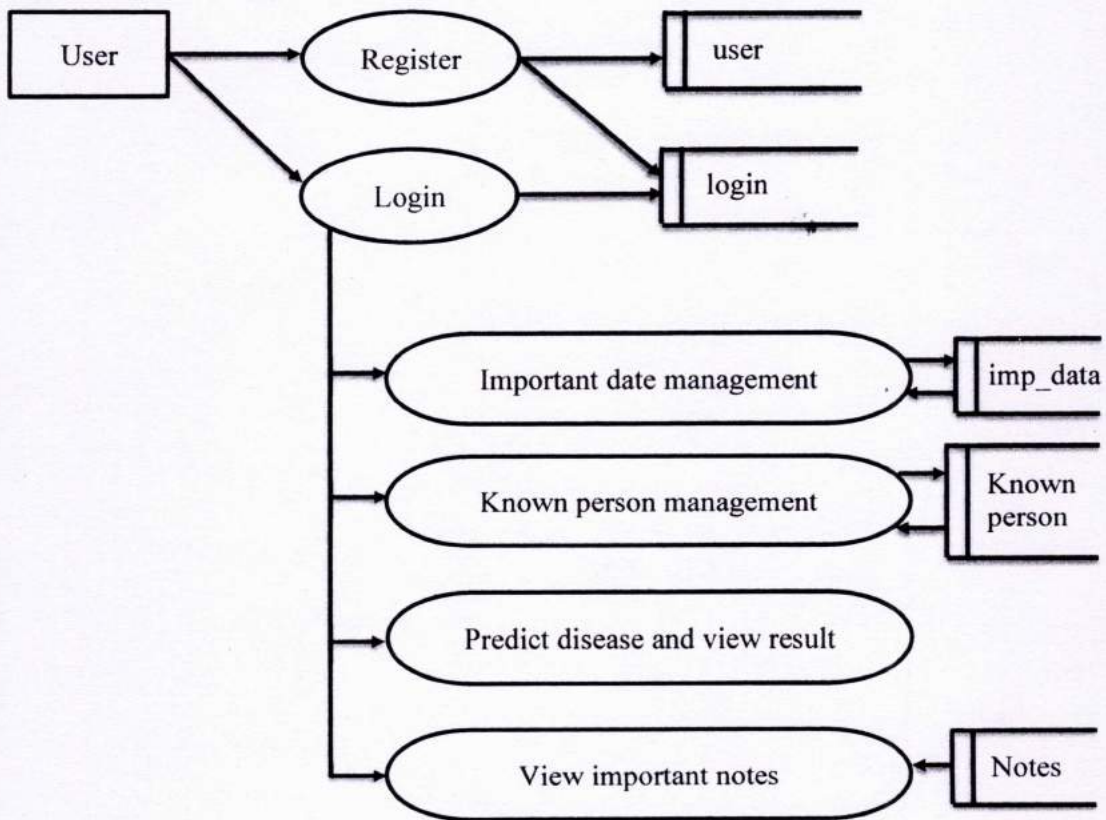 User
Register
user
Login
login
Important date management
imp_data
Known person management
Known
person
Predict disease and view result
View important notes
Notes